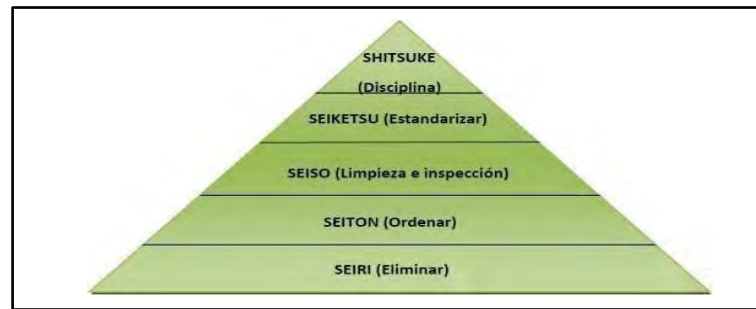 SHITSUKE
(Disciplina)
SEIKETSU (Estandarizar)
SEISO (Limpieza e inspección)
SEITON (Ordenar)
SEIRI (Eliminar)